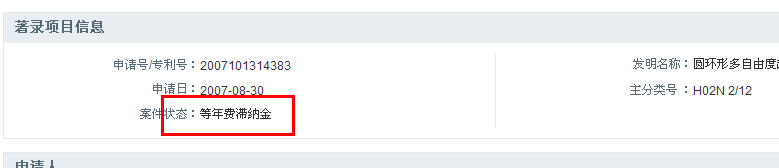 著录项目信息
申请号/专利号：2007101314383
发明名称：圆环形多自由度
申请日：2007-08-30
主分类号：H02N 2/12
案件状态：等年费滞纳金
申请人